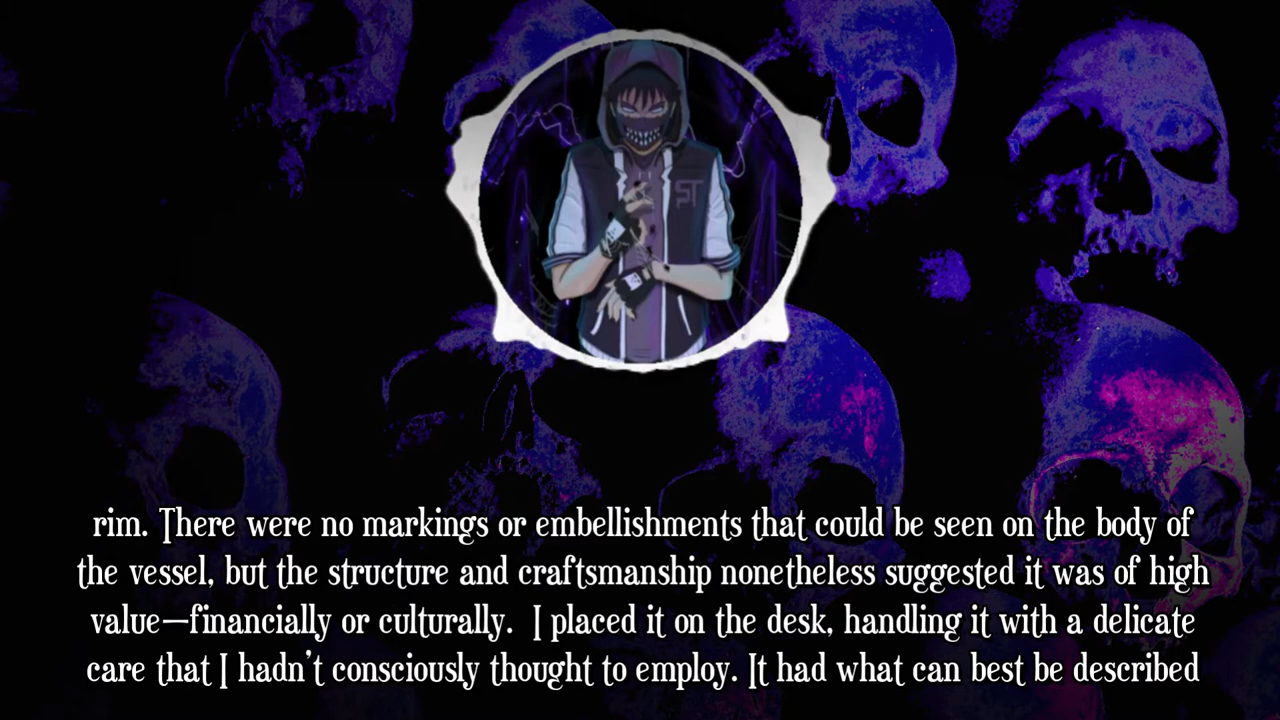 ST
rim. There were no markings or embellishments that could be seen on the body of
the vessel, but the structure and craftsmanship nonetheless suggested it was of high
value—financially or culturally.  I placed it on the desk, handling it with a delicate
care that I hadn't consciously thought to employ. It had what can best be described